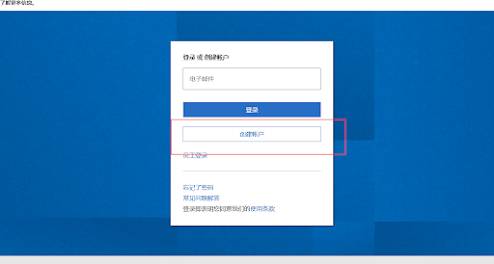 了解更多信息。
登录 或 创建帐户
电子邮件
登录
创建帐户
员工登录
忘记了密码
常见问题解答
登录即表明您同意我们的使用条款